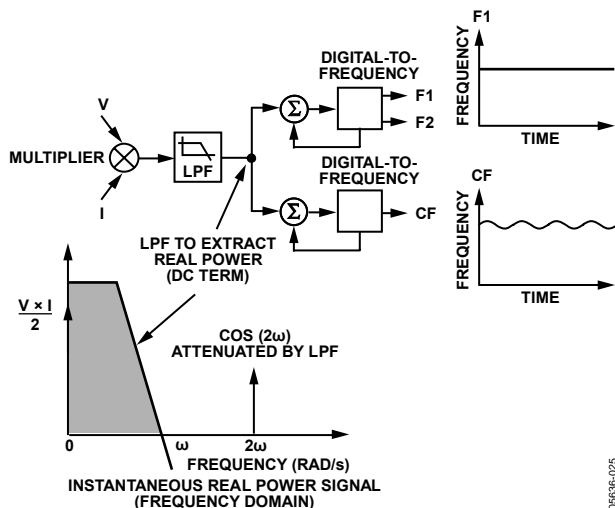 V
MULTIPLIER
I
LPF
DIGITAL-TO-
FREQUENCY
Σ
F1
F2
DIGITAL-TO-
FREQUENCY
Σ
CF
F1
FREQUENCY
TIME
CF
FREQUENCY
TIME
LPF TO EXTRACT
REAL POWER
(DC TERM)
V × I
2
COS (2ω)
ATTENUATED BY LPF
0
ω
2ω
FREQUENCY (RAD/s)
INSTANTANEOUS REAL POWER SIGNAL
(FREQUENCY DOMAIN)
05636-025